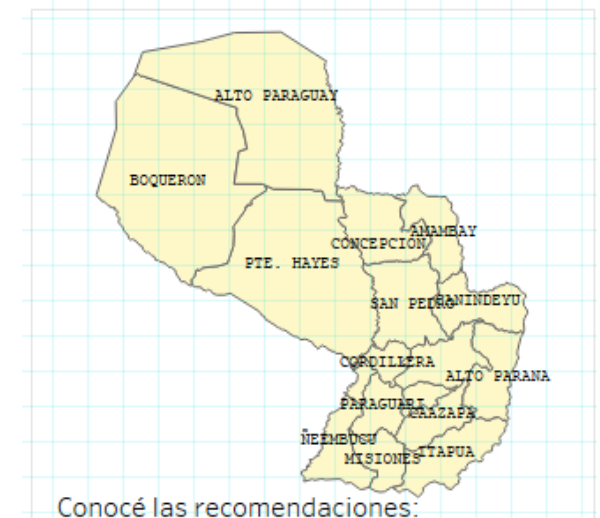 ALTO PARAGUAY
BOQUERON
AMAMBAY
CONCEPCION
PTE. HAYES
SAN PEDRO
CANINDEYU
CORDILLERA
ALTO PARANA
PARAGUARI
CAAZAPA
ÑEEMBUCU
ITAPUA
MISIONES
Conocé las recomendaciones: